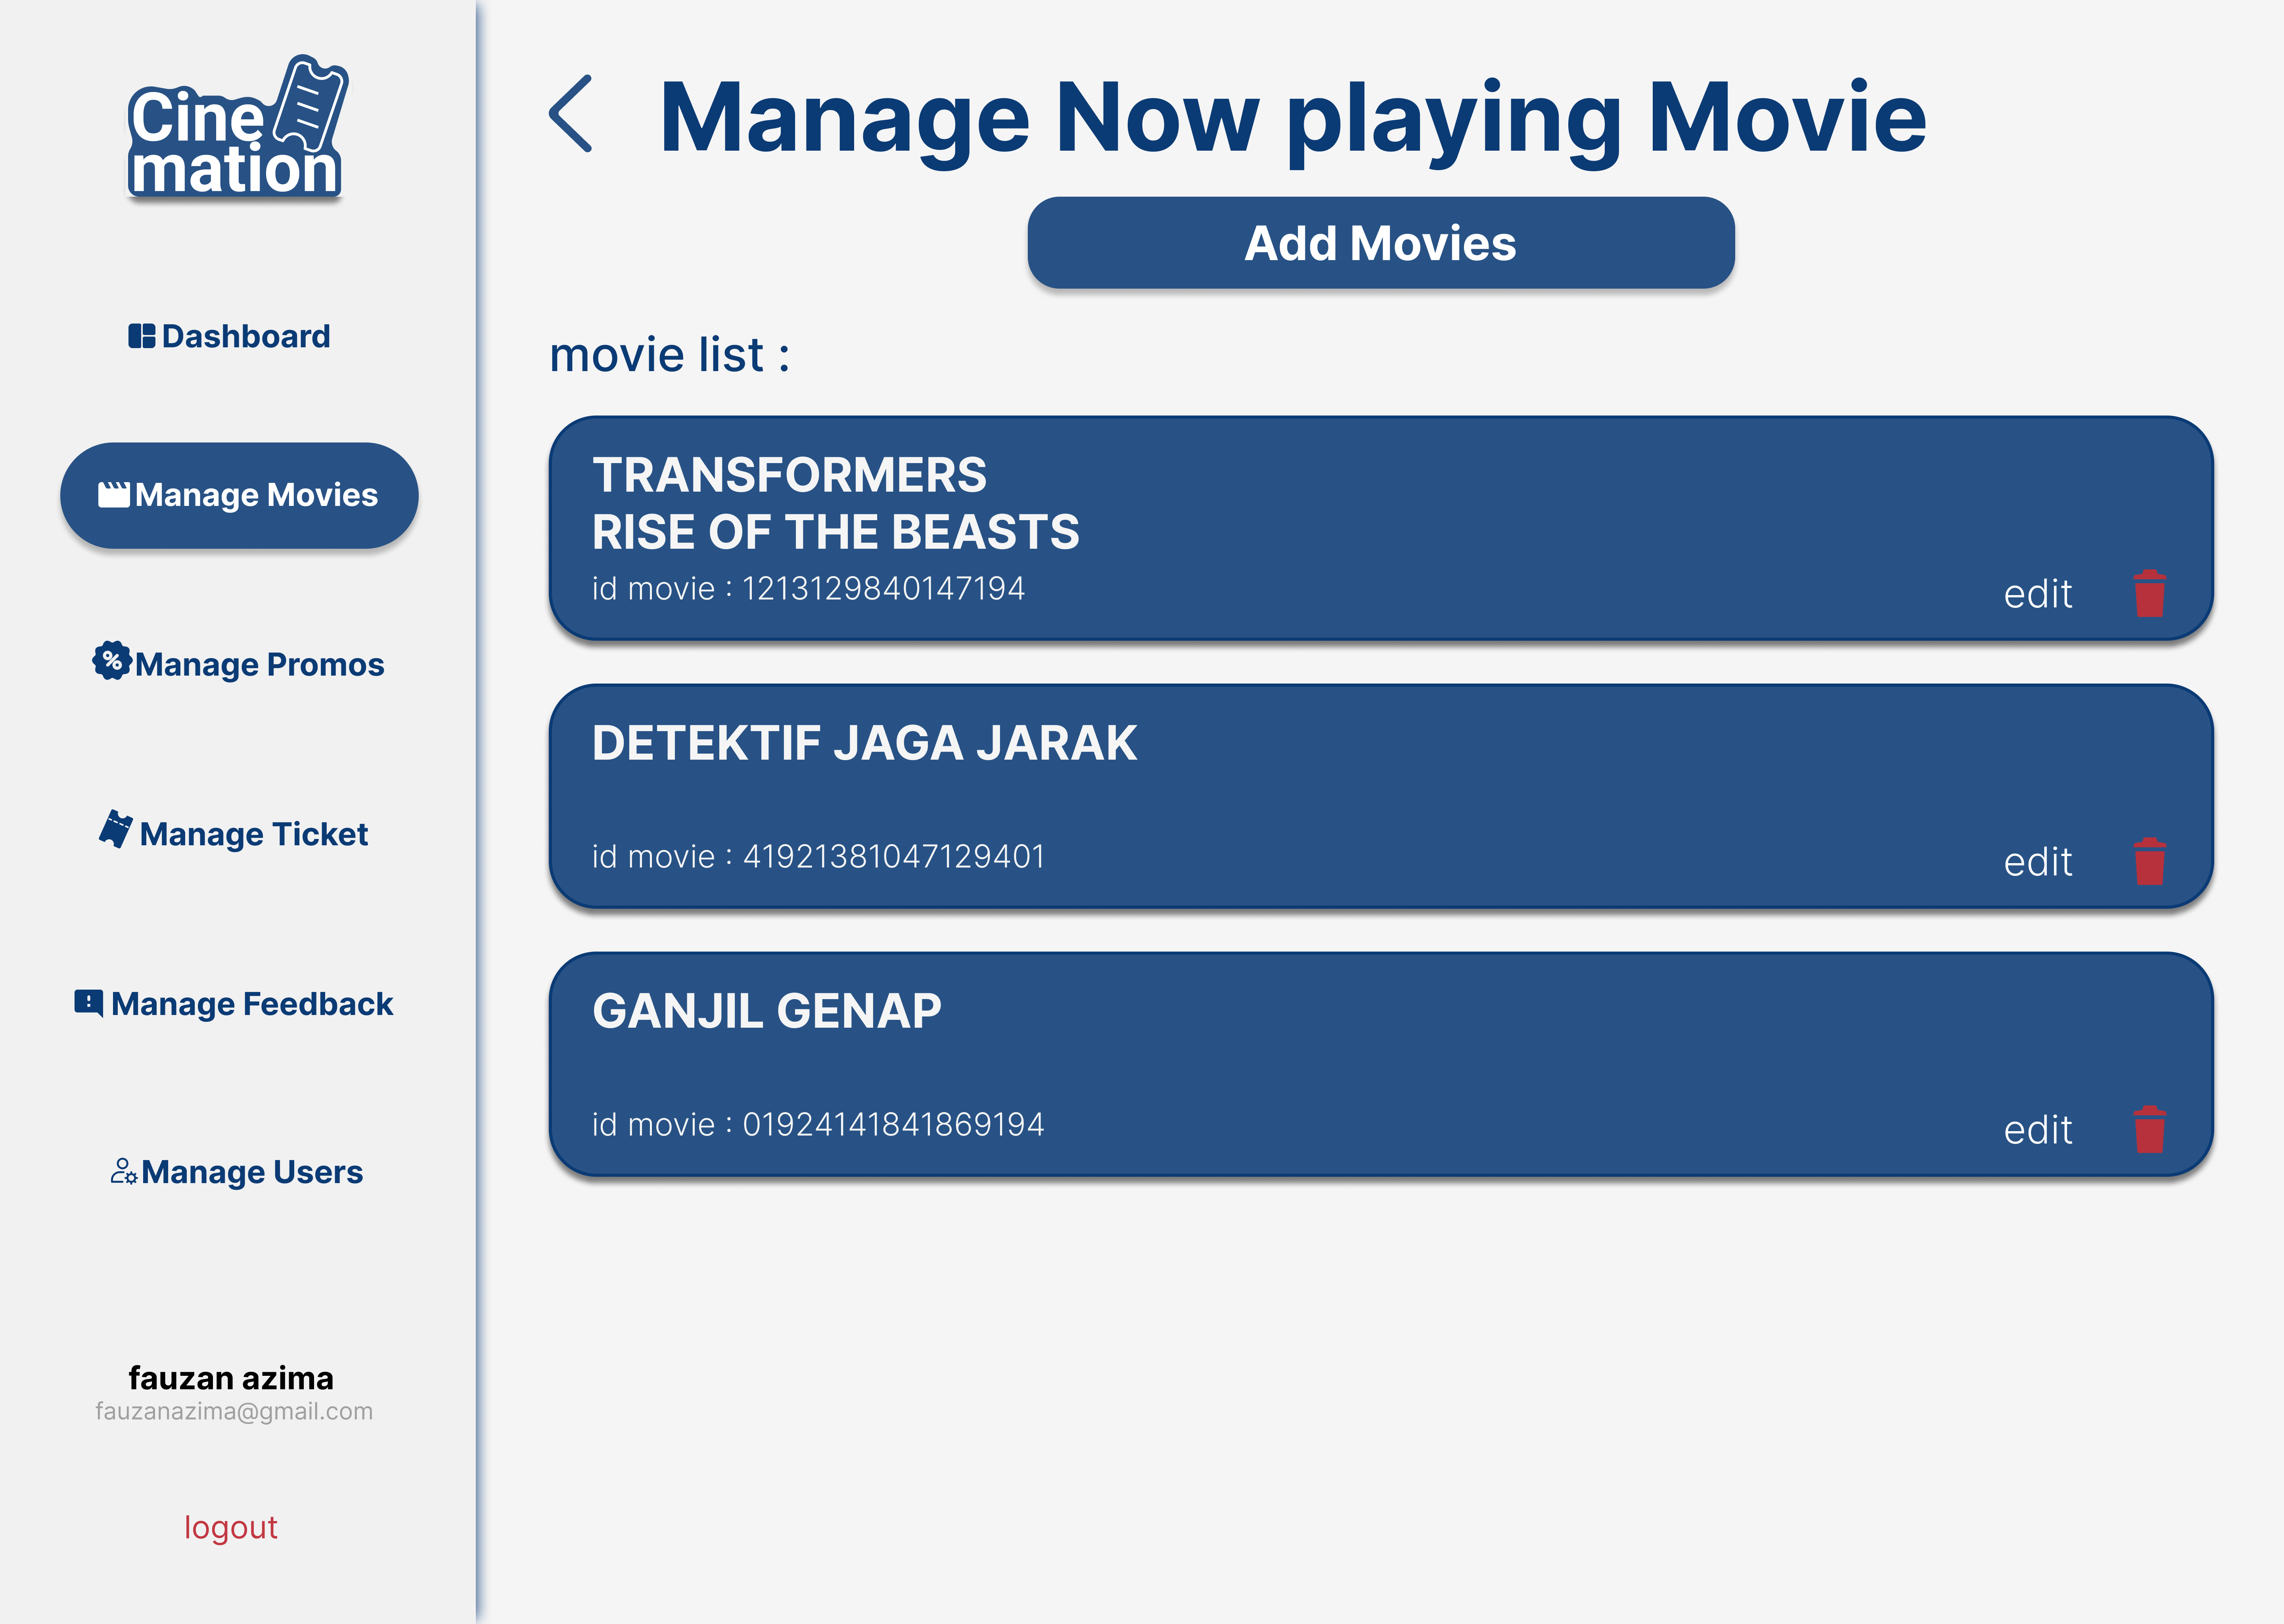 Cine
mation
Dashboard
Manage Movies
Manage Promos
Manage Ticket
Manage Feedback
Manage Users
fauzan azima
fauzanazima@gmail.com
logout
Manage Now playing Movie
Add Movies
movie list :
TRANSFORMERS
RISE OF THE BEASTS
id movie : 1213129840147194
edit
DETEKTIF JAGA JARAK
id movie : 41921381047129401
edit
GANJIL GENAP
id movie : 01924141841869194
edit